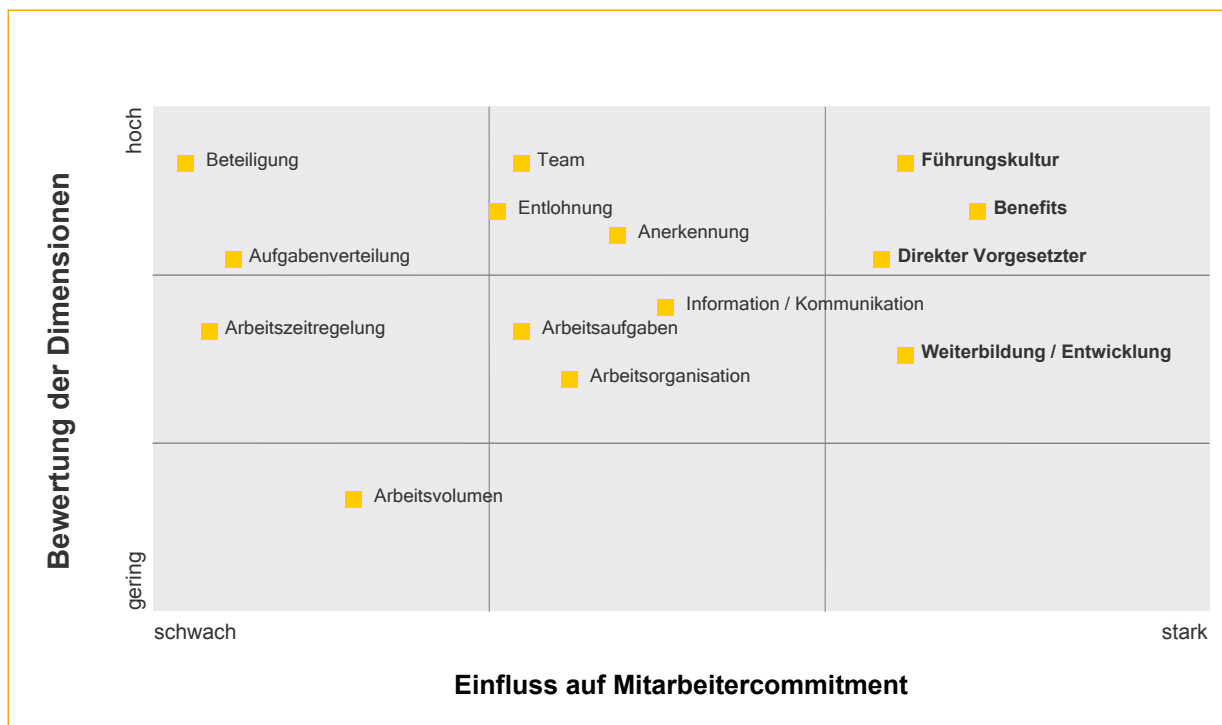 Bewertung der Dimensionen
hoch
gering
Beteiligung
Team
Führungskultur
Entlohnung
Benefits
Anerkennung
Aufgabenverteilung
Direkter Vorgesetzter
Information / Kommunikation
Arbeitszeitregelung
Arbeitsaufgaben
Weiterbildung / Entwicklung
Arbeitsorganisation
Arbeitsvolumen
schwach
stark
Einfluss auf Mitarbeitercommitment